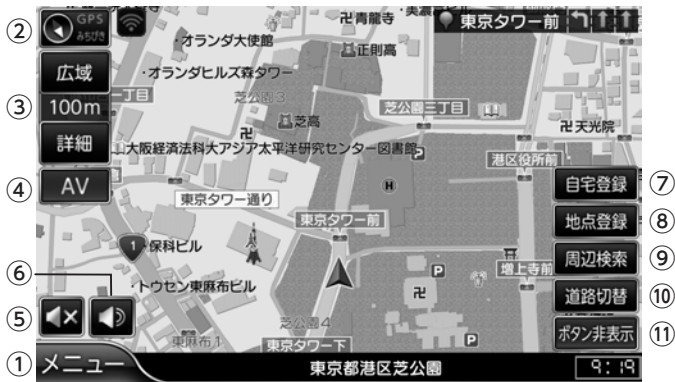 ② GPS
みちびき
卍青龍寺
東京タワー前
・オランダ大使館
正則高
広域
・オランダヒルズ森タワー
③ 100m
一丁目
芝公園3
芝公園三丁目
詳細
芝高
卍天光院
大阪経済法科大アジア太平洋研究センター図書館
P
港区役所前
④ AV
H
自宅登録 ⑦
東京タワー通り
東京タワー前
地点登録 ⑧
1
・保科ビル
増上寺前
周辺検索 ⑨
⑥
P
・トウセン東麻布ビル
卍
道路切替 ⑩
⑤
芝公園4
P
ボタン非表示 ⑪
東麻布1
東京タワー下
① メニュー
東京都港区芝公園
9:19